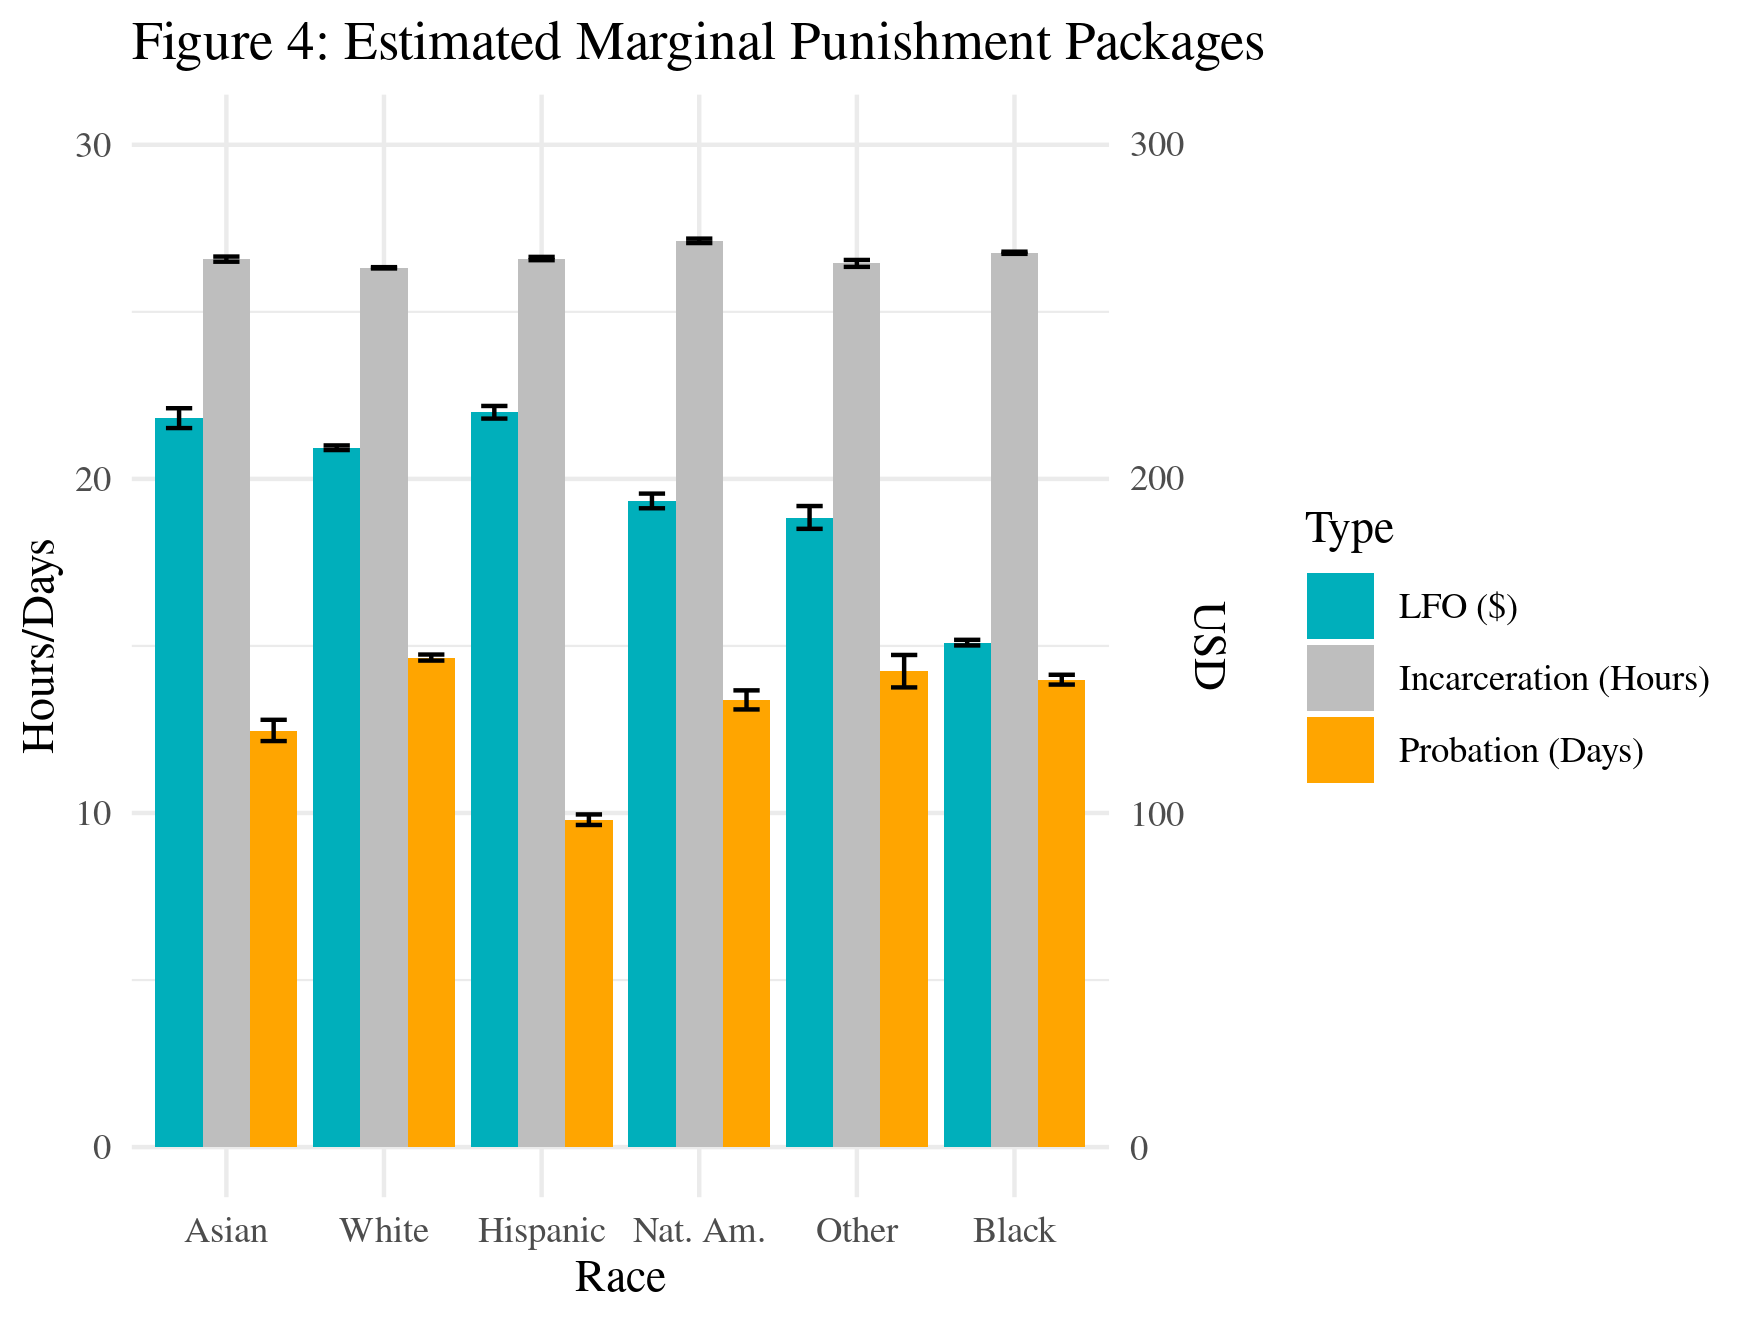 Figure 4: Estimated Marginal Punishment Packages
30
20
10
0
Hours/Days
300
200
100
0
USD
Asian
White
Hispanic
Nat. Am.
Other
Black
Race
Type
LFO ($)
Incarceration (Hours)
Probation (Days)